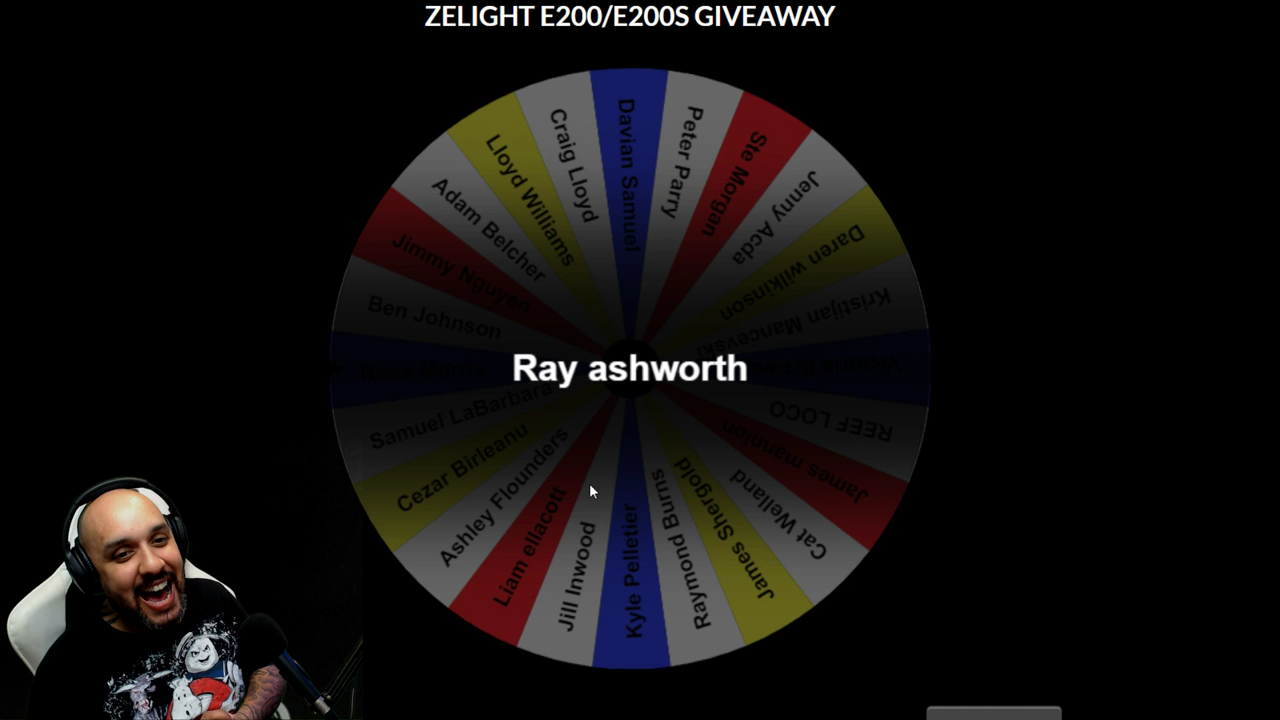 ZELIGHT E200/E200S GIVEAWAY
Davian Samuel
Peter Parry
Ste Morgan
Jenny Acda
Daren wilkinson
Kristijan Mancevski
REEF LOCO
James mannion
Cat Welland
James Shergold
Raymond Burns
Kyle Pelletier
Jill Inwood
Liam ellacott
Ashley Flounders
Cezar Birleanu
Samuel LaBarbara
Ben Johnson
Jimmy Nguyen
Adam Belcher
Lloyd Williams
Craig Lloyd
Ray ashworth